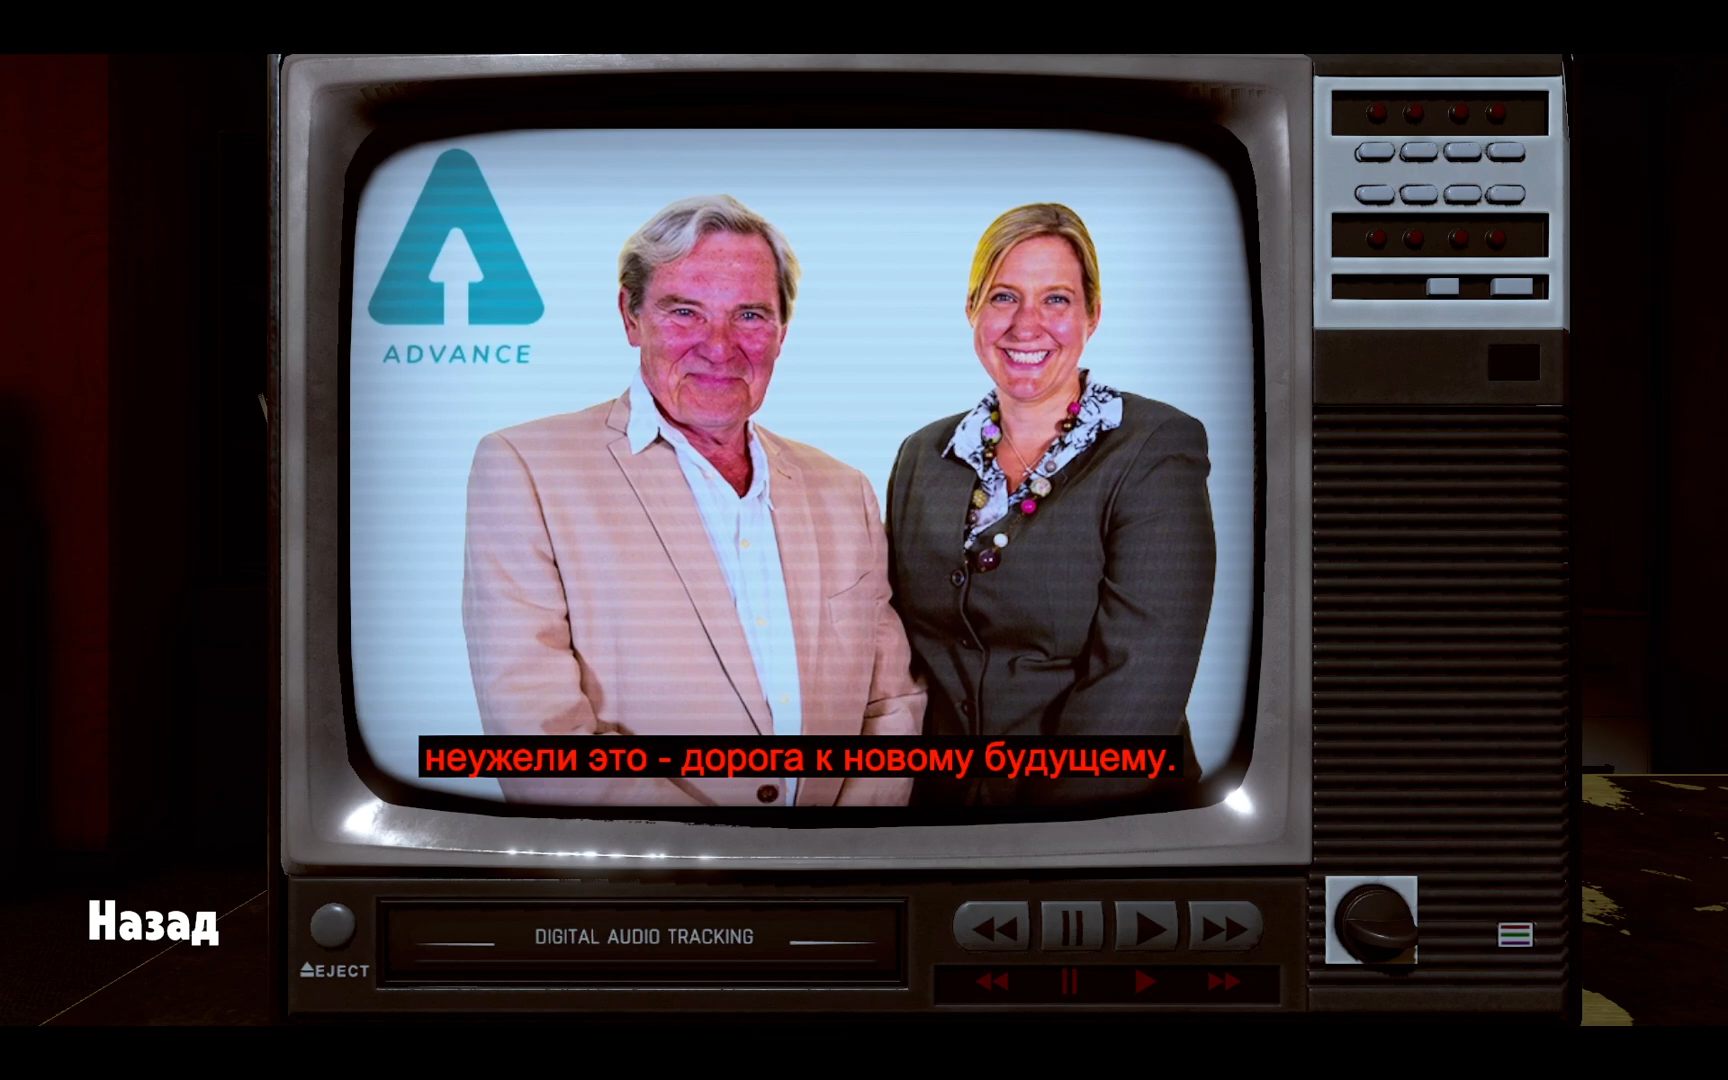 ADVANCE
неужели это - дорога к новому будущему.
Назад
DIGITAL AUDIO TRACKING
EJECT